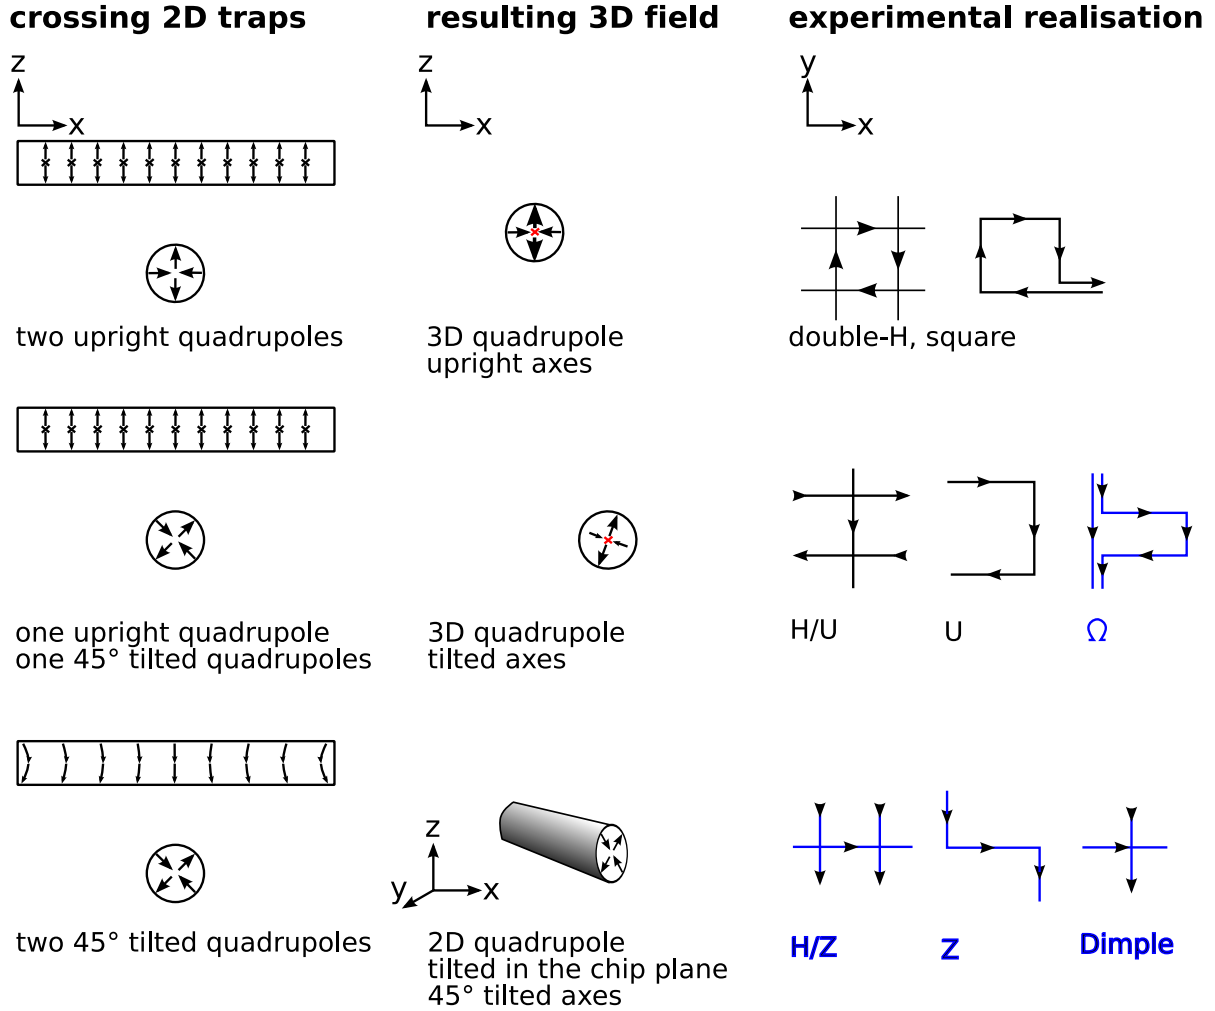 crossing 2D traps
resulting 3D field
experimental realisation
z
x
z
x
y
x
two upright quadrupoles
3D quadrupole
upright axes
double-H, square
one upright quadrupole
one 45° tilted quadrupoles
3D quadrupole
tilted axes
H/U
U
Ω
z
y
x
two 45° tilted quadrupoles
2D quadrupole
tilted in the chip plane
45° tilted axes
H/Z
Z
Dimple